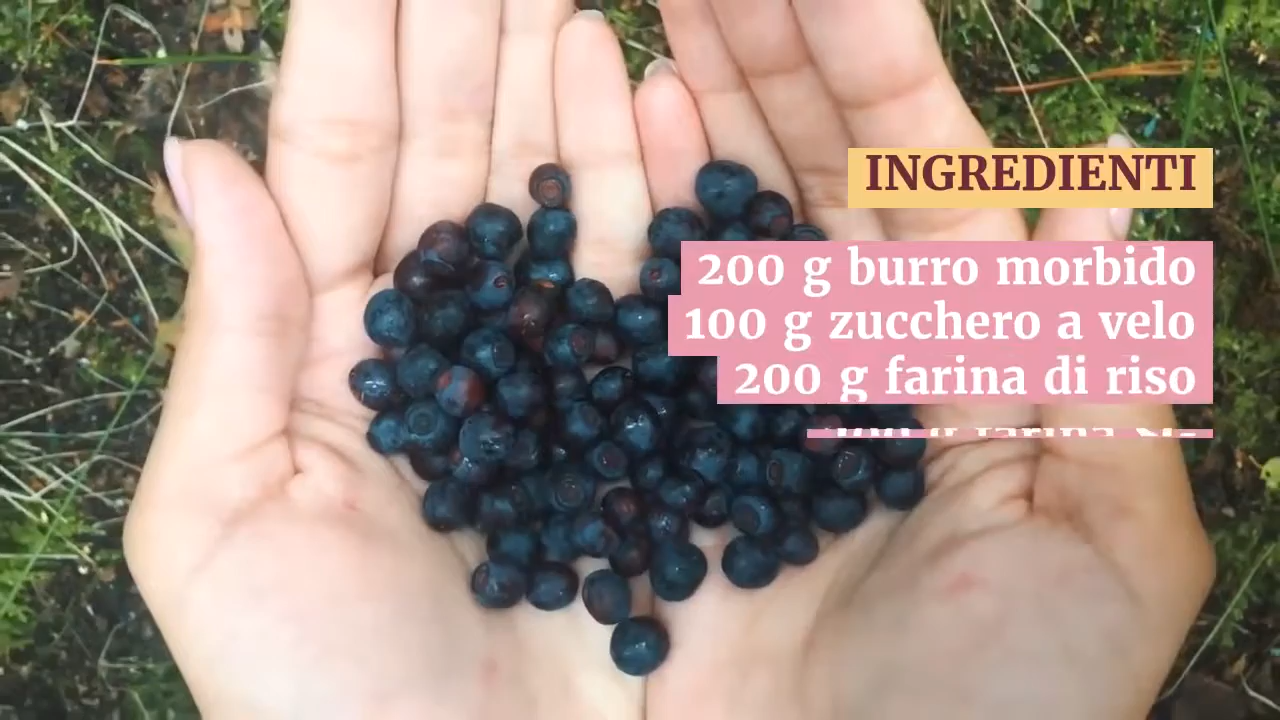 INGREDIENTI
200 g burro morbido
100 g zucchero a velo
200 g farina di riso